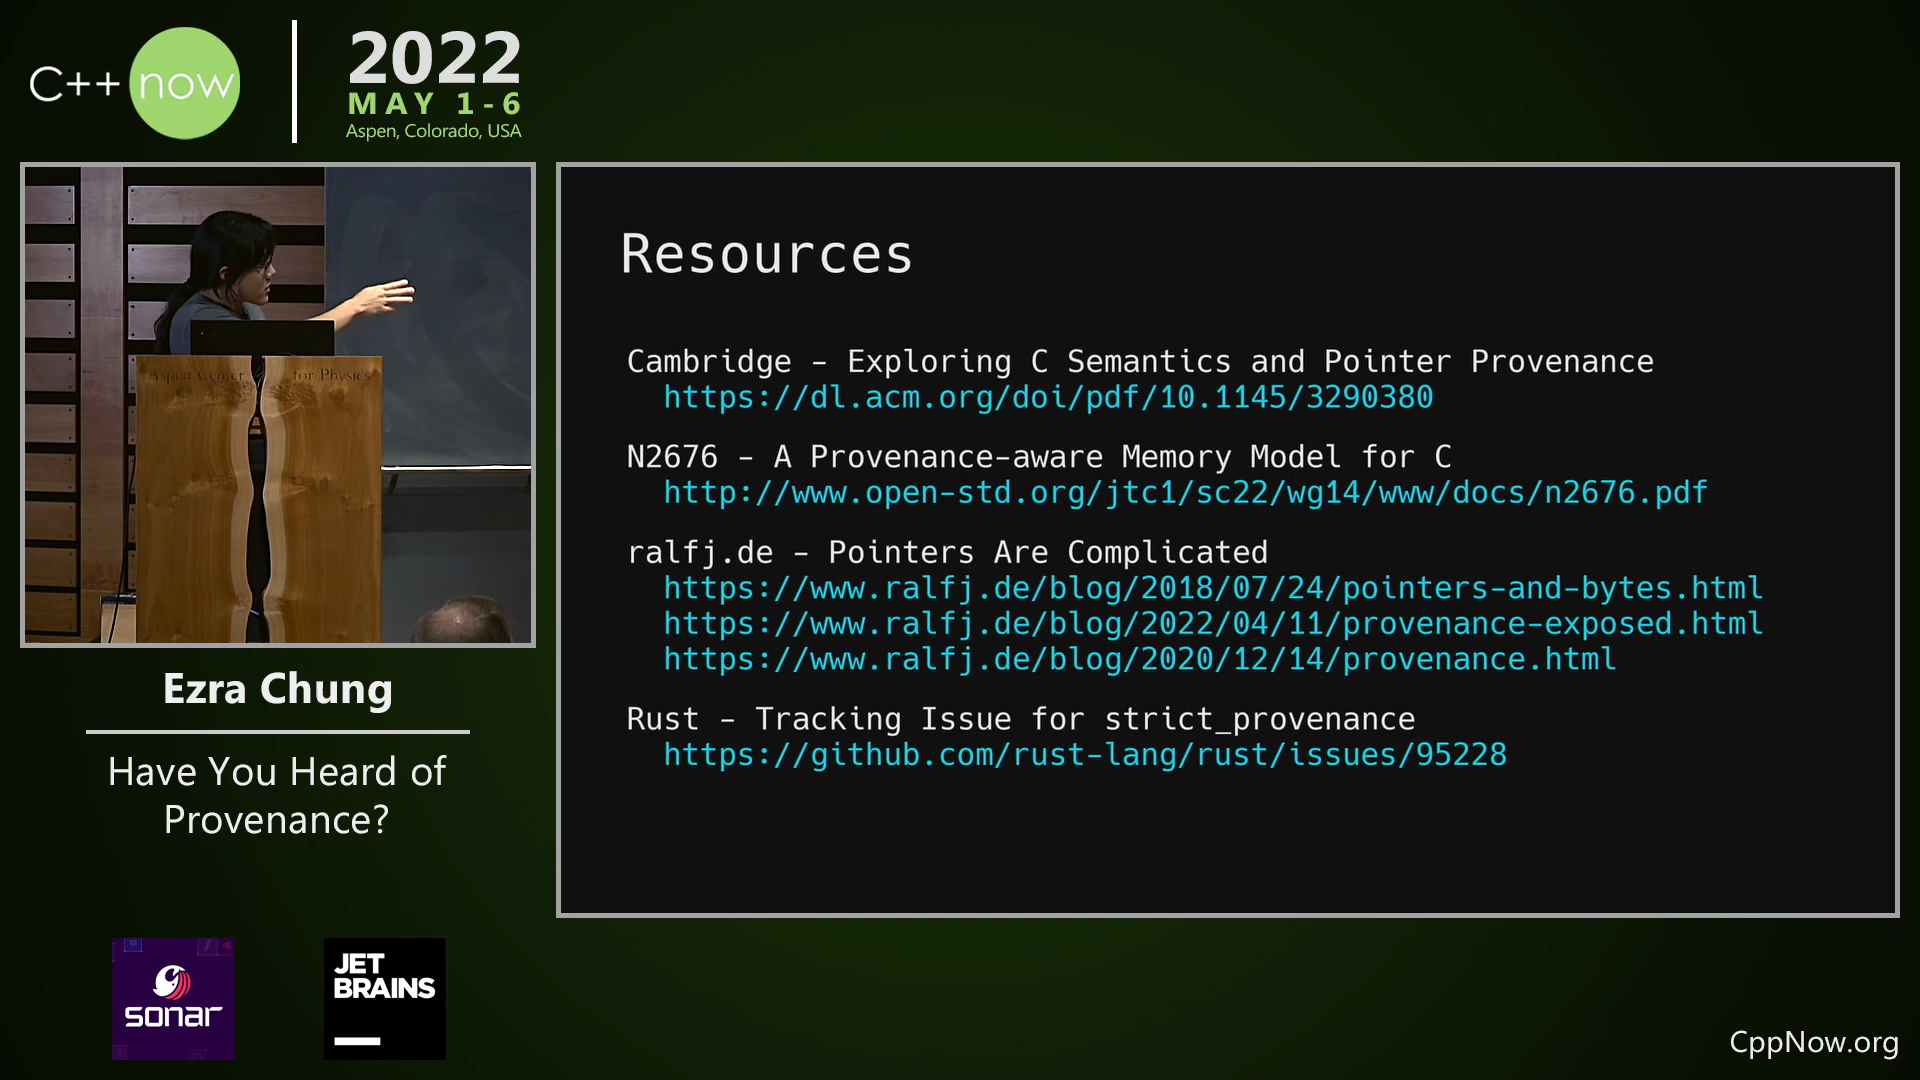 C++ now
2022
MAY 1-6
Aspen, Colorado, USA
Aspen Center for Physics
Ezra Chung
Have You Heard of
Provenance?
Resources
Cambridge - Exploring C Semantics and Pointer Provenance
https://dl.acm.org/doi/pdf/10.1145/3290380
N2676 - A Provenance-aware Memory Model for C
http://www.open-std.org/jtc1/sc22/wg14/www/docs/n2676.pdf
ralfj.de - Pointers Are Complicated
https://www.ralfj.de/blog/2018/07/24/pointers-and-bytes.html
https://www.ralfj.de/blog/2022/04/11/provenance-exposed.html
https://www.ralfj.de/blog/2020/12/14/provenance.html
Rust - Tracking Issue for strict_provenance
https://github.com/rust-lang/rust/issues/95228
sonar
JET
BRAINS
CppNow.org